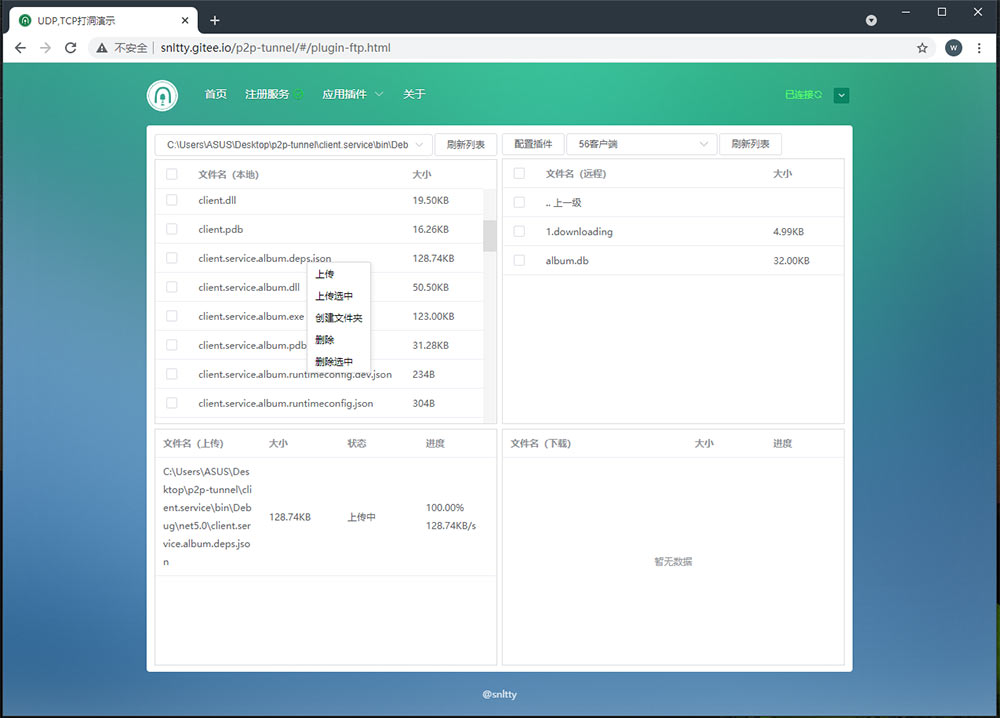 UDP,TCP打洞演示
不安全 snltty.gitee.io/p2p-tunnel/#/plugin-ftp.html
W
首页 注册服务 应用插件 关于 已连接
C:\Users\ASUS\Desktop\p2p-tunnel\client.service\bin\Deb 刷新列表 配置插件 56客户端 刷新列表
文件名（本地） 大小
client.dll 19.50KB
client.pdb 16.26KB
client.service.album.deps.json 128.74KB
client.service.album.dll 50.50KB
client.service.album.exe 123.00KB
client.service.album.pdb 31.28KB
client.service.album.runtimeconfig.dev.json 234B
client.service.album.runtimeconfig.json 304B
上传
上传选中
创建文件夹
删除
删除选中
文件名（远程） 大小
.. 上一级
1.downloading 4.99KB
album.db 32.00KB
文件名（上传） 大小 状态 进度
C:\Users\ASUS\Des
ktop\p2p-tunnel\cli
ent.service\bin\Deb
ug\net5.0\client.ser
vice.album.deps.jso
n
128.74KB 上传中 100.00%
128.74KB/s
文件名（下载） 大小 进度
暂无数据
@snltty